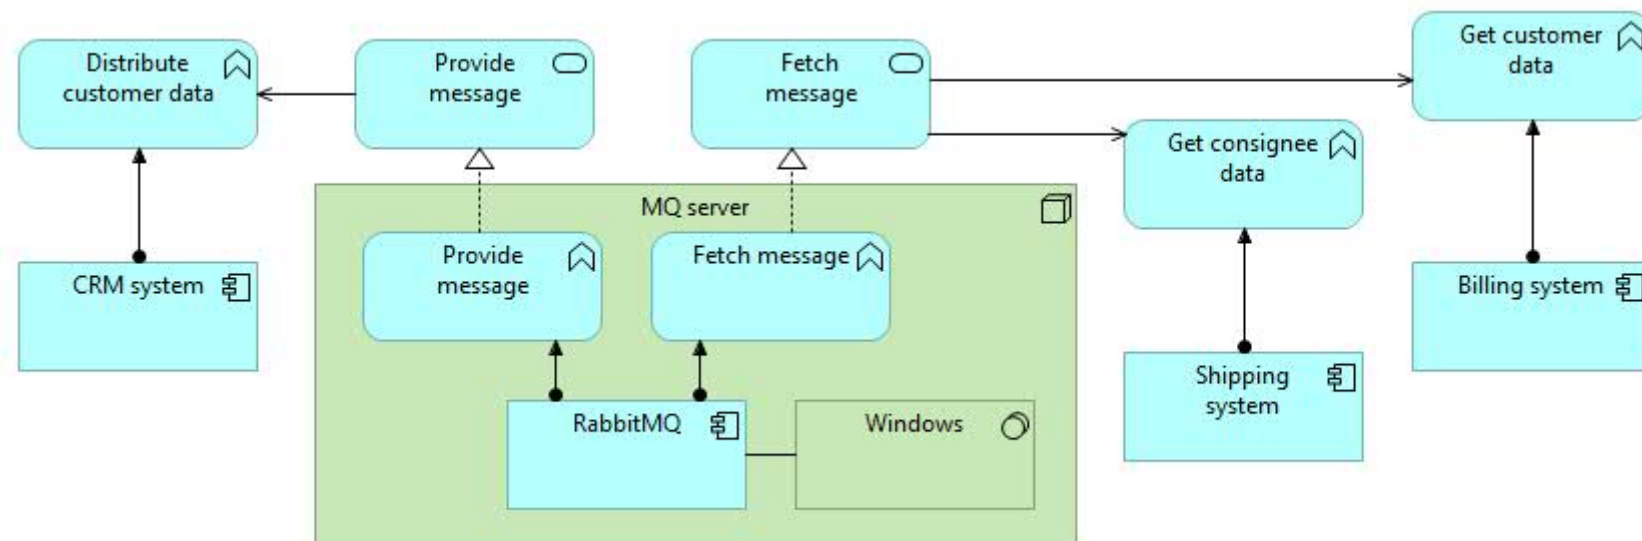 Distribute
customer data
Provide
message
Fetch
message
Get customer
data
Get consignee
data
MQ server
Provide
message
Fetch message
CRM system
Billing system
Shipping
system
RabbitMQ
Windows